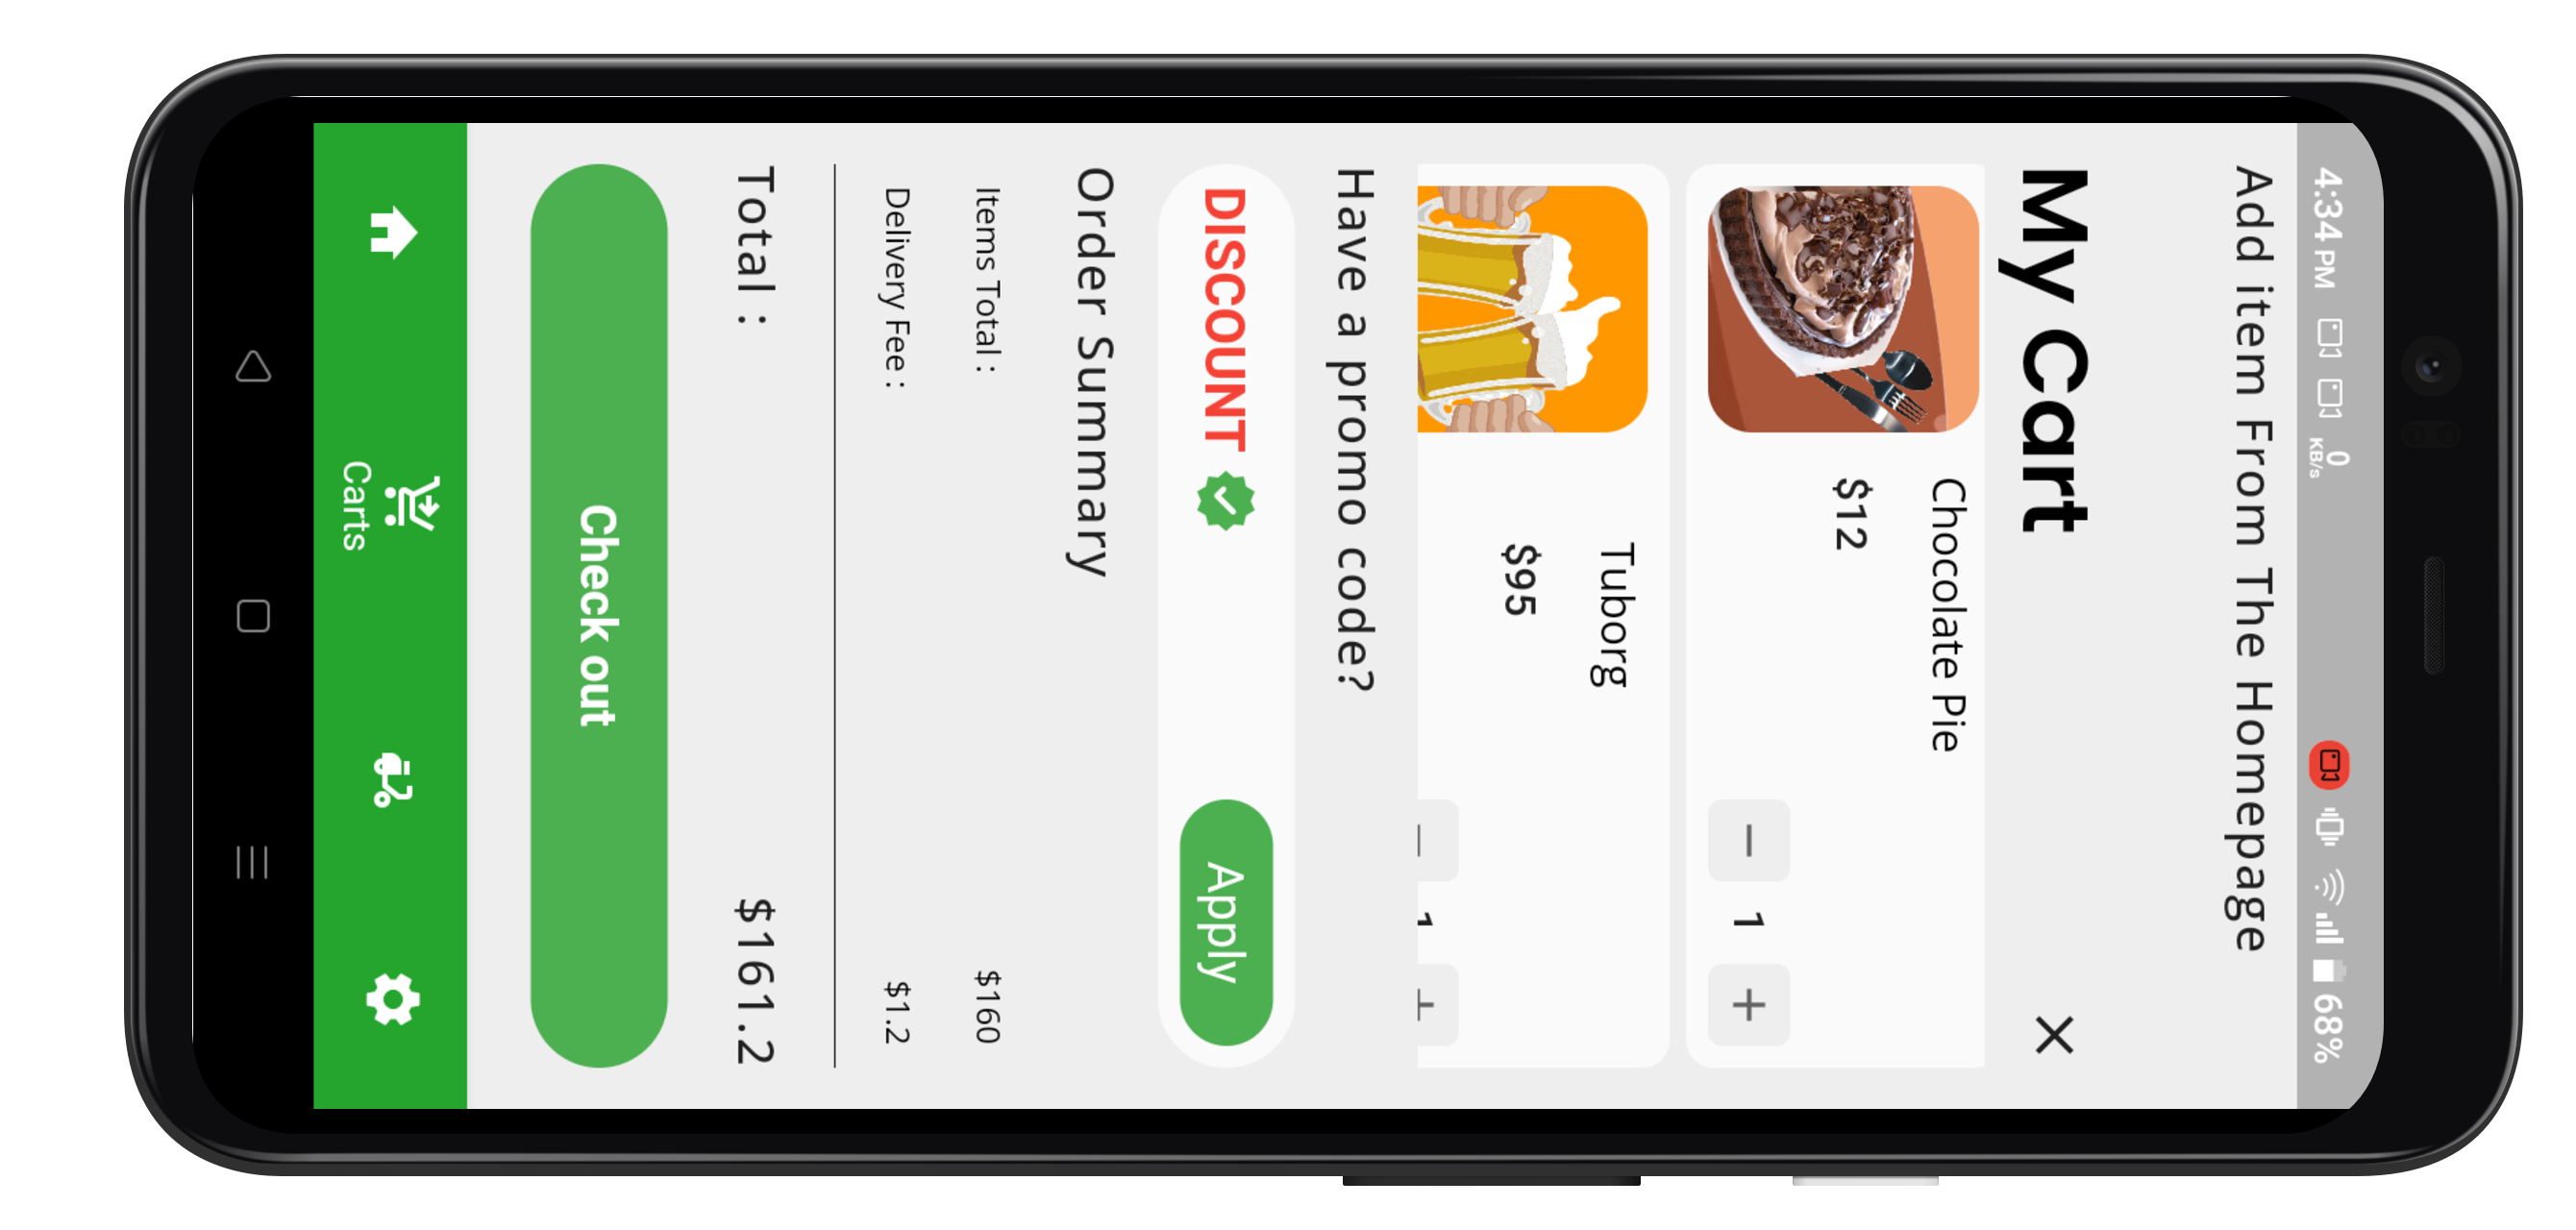 4:34 PM 0 KB/s 68%
Add item From The Homepage
My Cart
Chocolate Pie
$12
1
Tuborg
$95
1
Have a promo code?
DISCOUNT Apply
Order Summary
Items Total : $160
Delivery Fee : $1.2
Total : $161.2
Check out
Carts